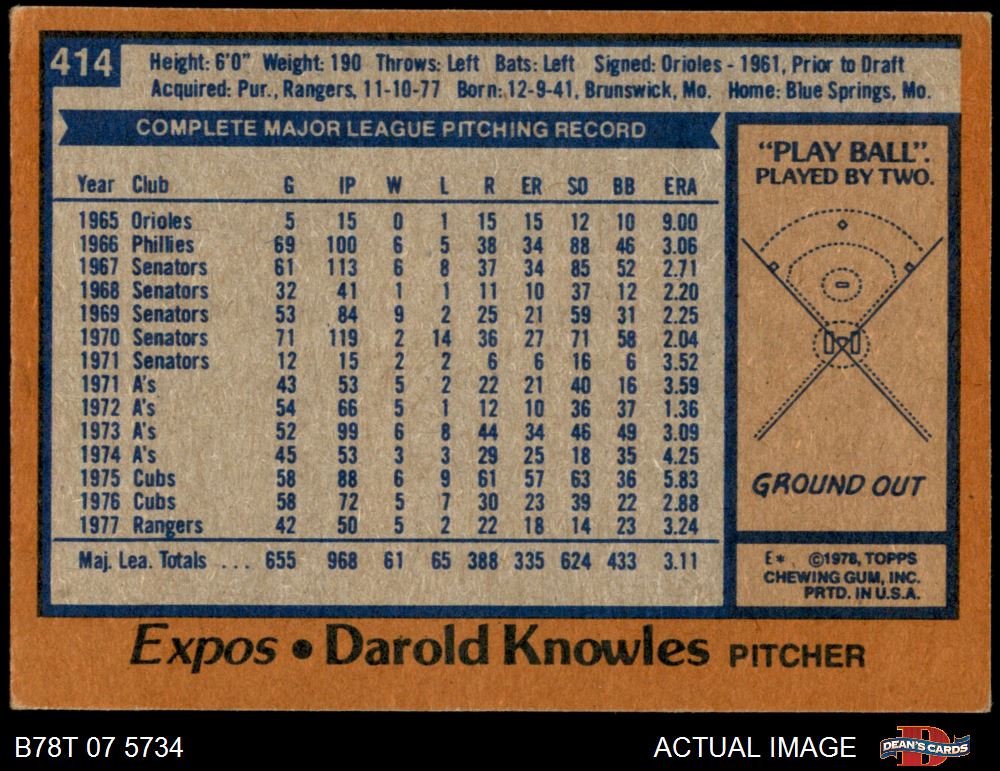 414
Height: 6'0" Weight: 190 Throws: Left Bats: Left Signed: Orioles - 1961, Prior to Draft
Acquired: Pur., Rangers, 11-10-77 Born: 12-9-41, Brunswick, Mo. Home: Blue Springs, Mo.
COMPLETE MAJOR LEAGUE PITCHING RECORD
Year Club G IP W L R ER SO BB ERA
1965 Orioles 5 15 0 1 15 15 12 10 9.00
1966 Phillies 69 100 6 5 38 34 88 46 3.06
1967 Senators 61 113 6 8 37 34 85 52 2.71
1968 Senators 32 41 1 1 11 10 37 12 2.20
1969 Senators 53 84 9 2 25 21 59 31 2.25
1970 Senators 71 119 2 14 36 27 71 58 2.04
1971 Senators 12 15 2 2 6 6 16 6 3.52
1971 A's 43 53 5 2 22 21 40 16 3.59
1972 A's 54 66 5 1 12 10 36 37 1.36
1973 A's 52 99 6 8 44 34 46 49 3.09
1974 A's 45 53 3 3 29 25 18 35 4.25
1975 Cubs 58 88 6 9 61 57 63 36 5.83
1976 Cubs 58 72 5 7 30 23 39 22 2.88
1977 Rangers 42 50 5 2 22 18 14 23 3.24
Maj. Lea. Totals ... 655 968 61 65 388 335 624 433 3.11
"PLAY BALL".
PLAYED BY TWO.
GROUND OUT
E* ©1978, TOPPS
CHEWING GUM, INC.
PRTD. IN U.S.A.
Expos • Darold Knowles PITCHER
B78T 07 5734
ACTUAL IMAGE
DEAN'S CARDS